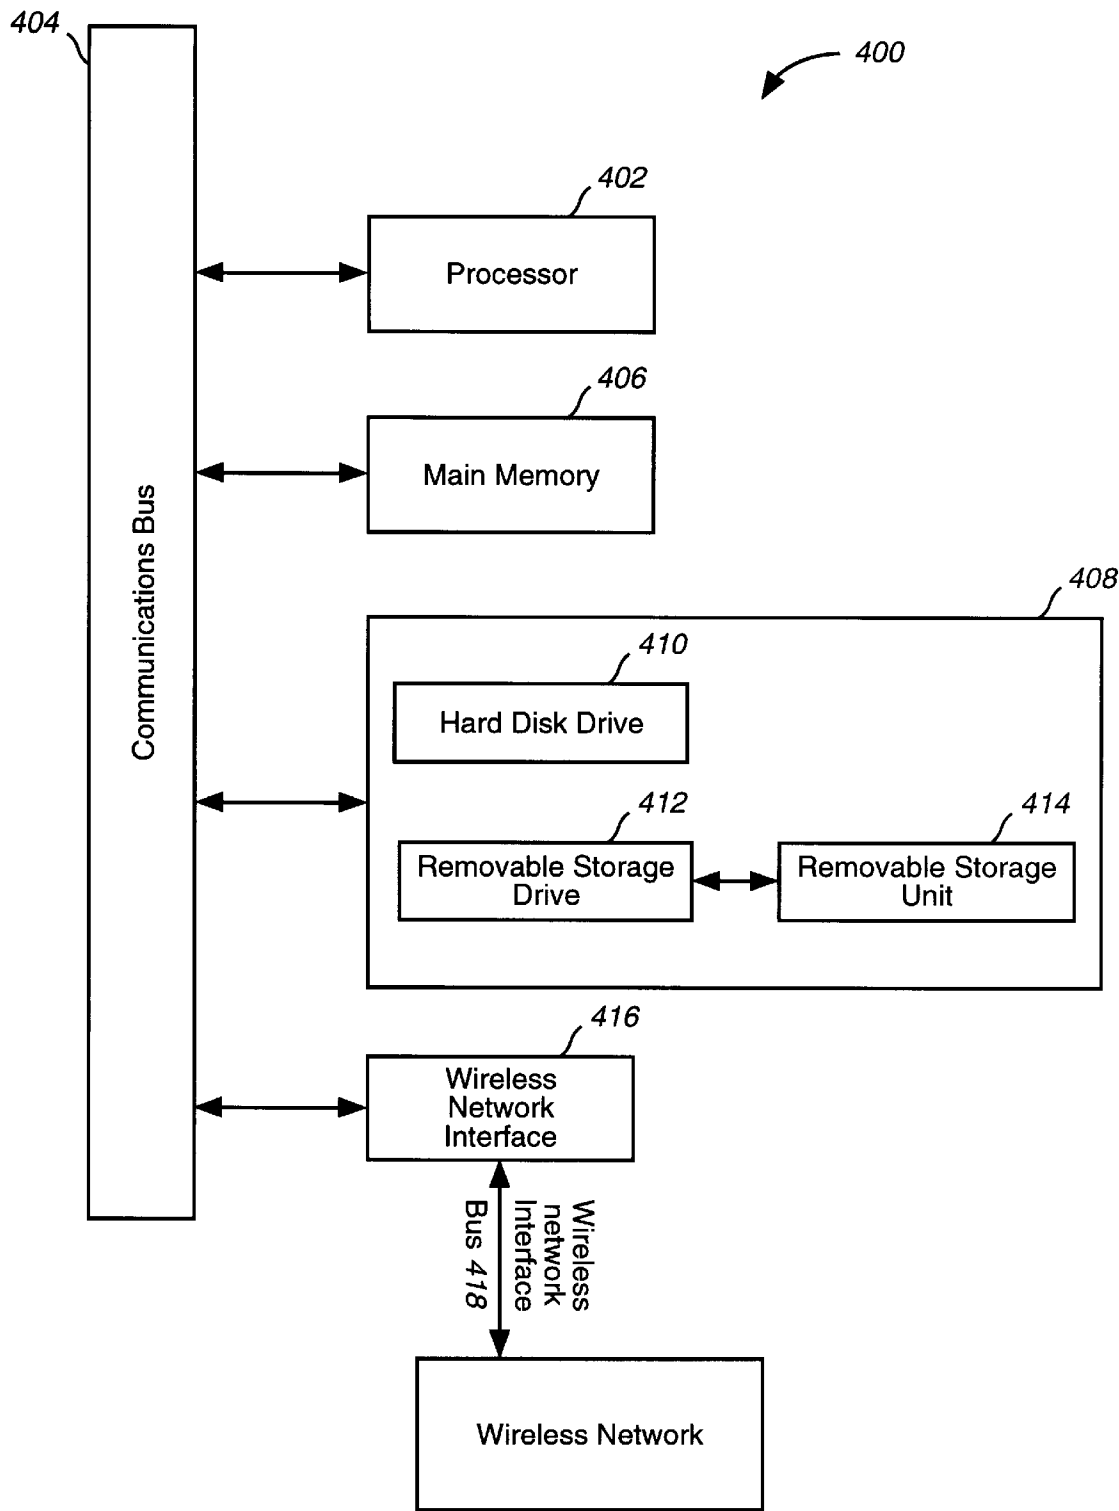 404
400
402
Processor
406
Main Memory
Communications Bus
408
410
Hard Disk Drive
412
414
Removable Storage
Drive
Removable Storage
Unit
416
Wireless
Network
Interface
Wireless
network
Interface
Bus 418
Wireless Network